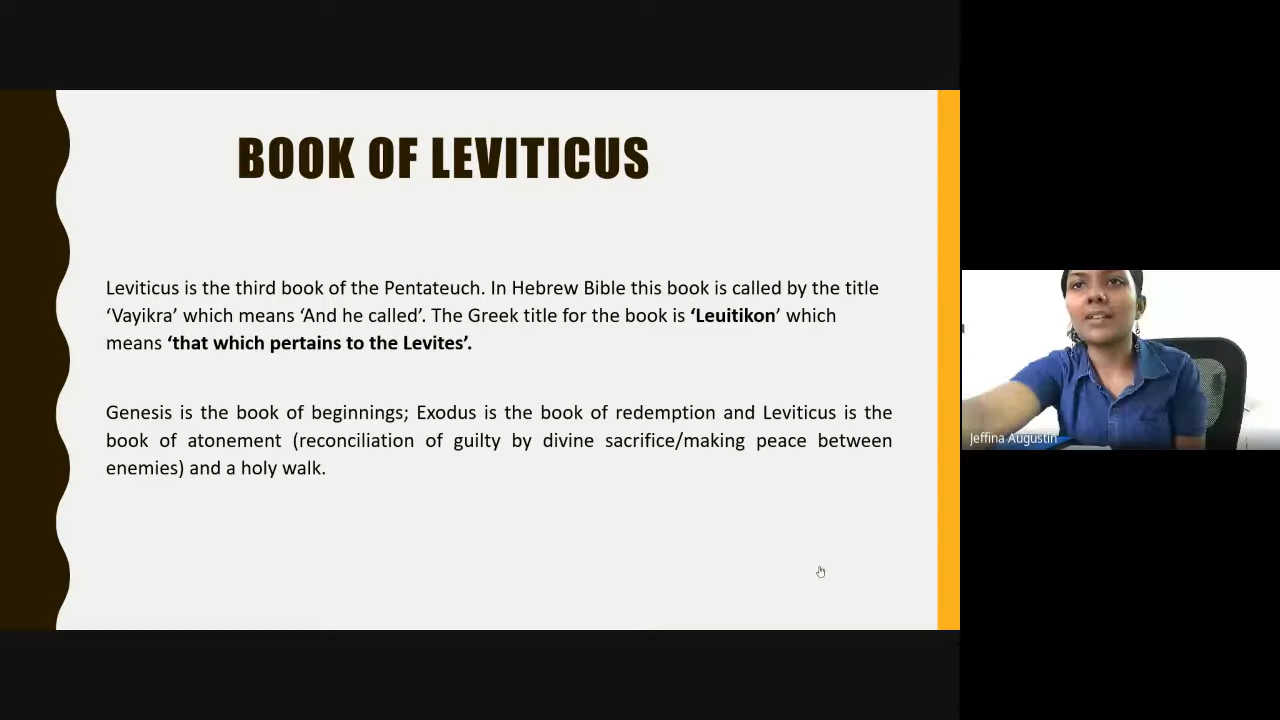 BOOK OF LEVITICUS
Leviticus is the third book of the Pentateuch. In Hebrew Bible this book is called by the title
‘Vayikra’ which means ‘And he called’. The Greek title for the book is ‘Leuitikon’ which
means ‘that which pertains to the Levites’.
Genesis is the book of beginnings; Exodus is the book of redemption and Leviticus is the
book of atonement (reconciliation of guilty by divine sacrifice/making peace between
enemies) and a holy walk.
Jeffina Augustin